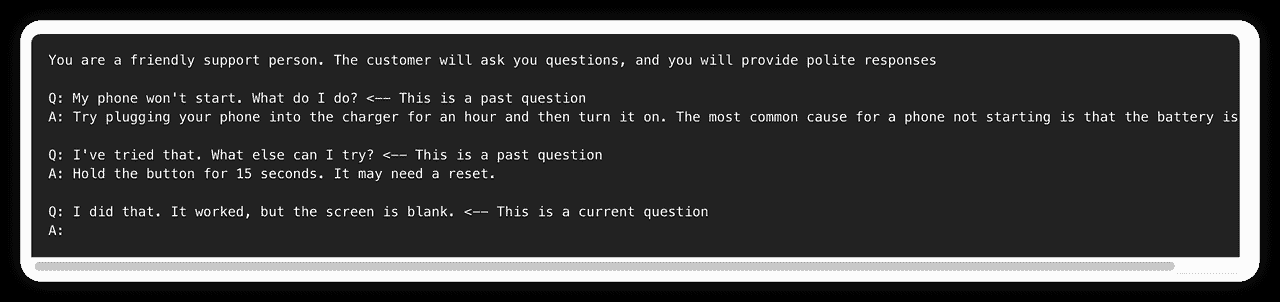 You are a friendly support person. The customer will ask you questions, and you will provide polite responses
Q: My phone won't start. What do I do? <-- This is a past question
A: Try plugging your phone into the charger for an hour and then turn it on. The most common cause for a phone not starting is that the battery is
Q: I've tried that. What else can I try? <-- This is a past question
A: Hold the button for 15 seconds. It may need a reset.
Q: I did that. It worked, but the screen is blank. <-- This is a current question
A: